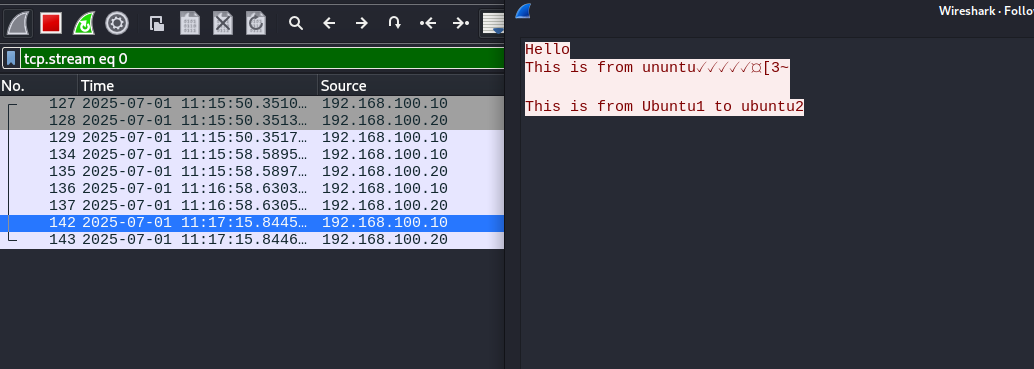 Wireshark · Follo
tcp.stream eq 0
No. Time Source
127 2025-07-01 11:15:50.3510… 192.168.100.10
128 2025-07-01 11:15:50.3513… 192.168.100.20
129 2025-07-01 11:15:50.3517… 192.168.100.10
134 2025-07-01 11:15:58.5895… 192.168.100.10
135 2025-07-01 11:15:58.5897… 192.168.100.20
136 2025-07-01 11:16:58.6303… 192.168.100.10
137 2025-07-01 11:16:58.6305… 192.168.100.20
142 2025-07-01 11:17:15.8445… 192.168.100.10
143 2025-07-01 11:17:15.8446… 192.168.100.20
Hello
This is from ununtu✓✓✓✓✓¤[3~
This is from Ubuntu1 to ubuntu2